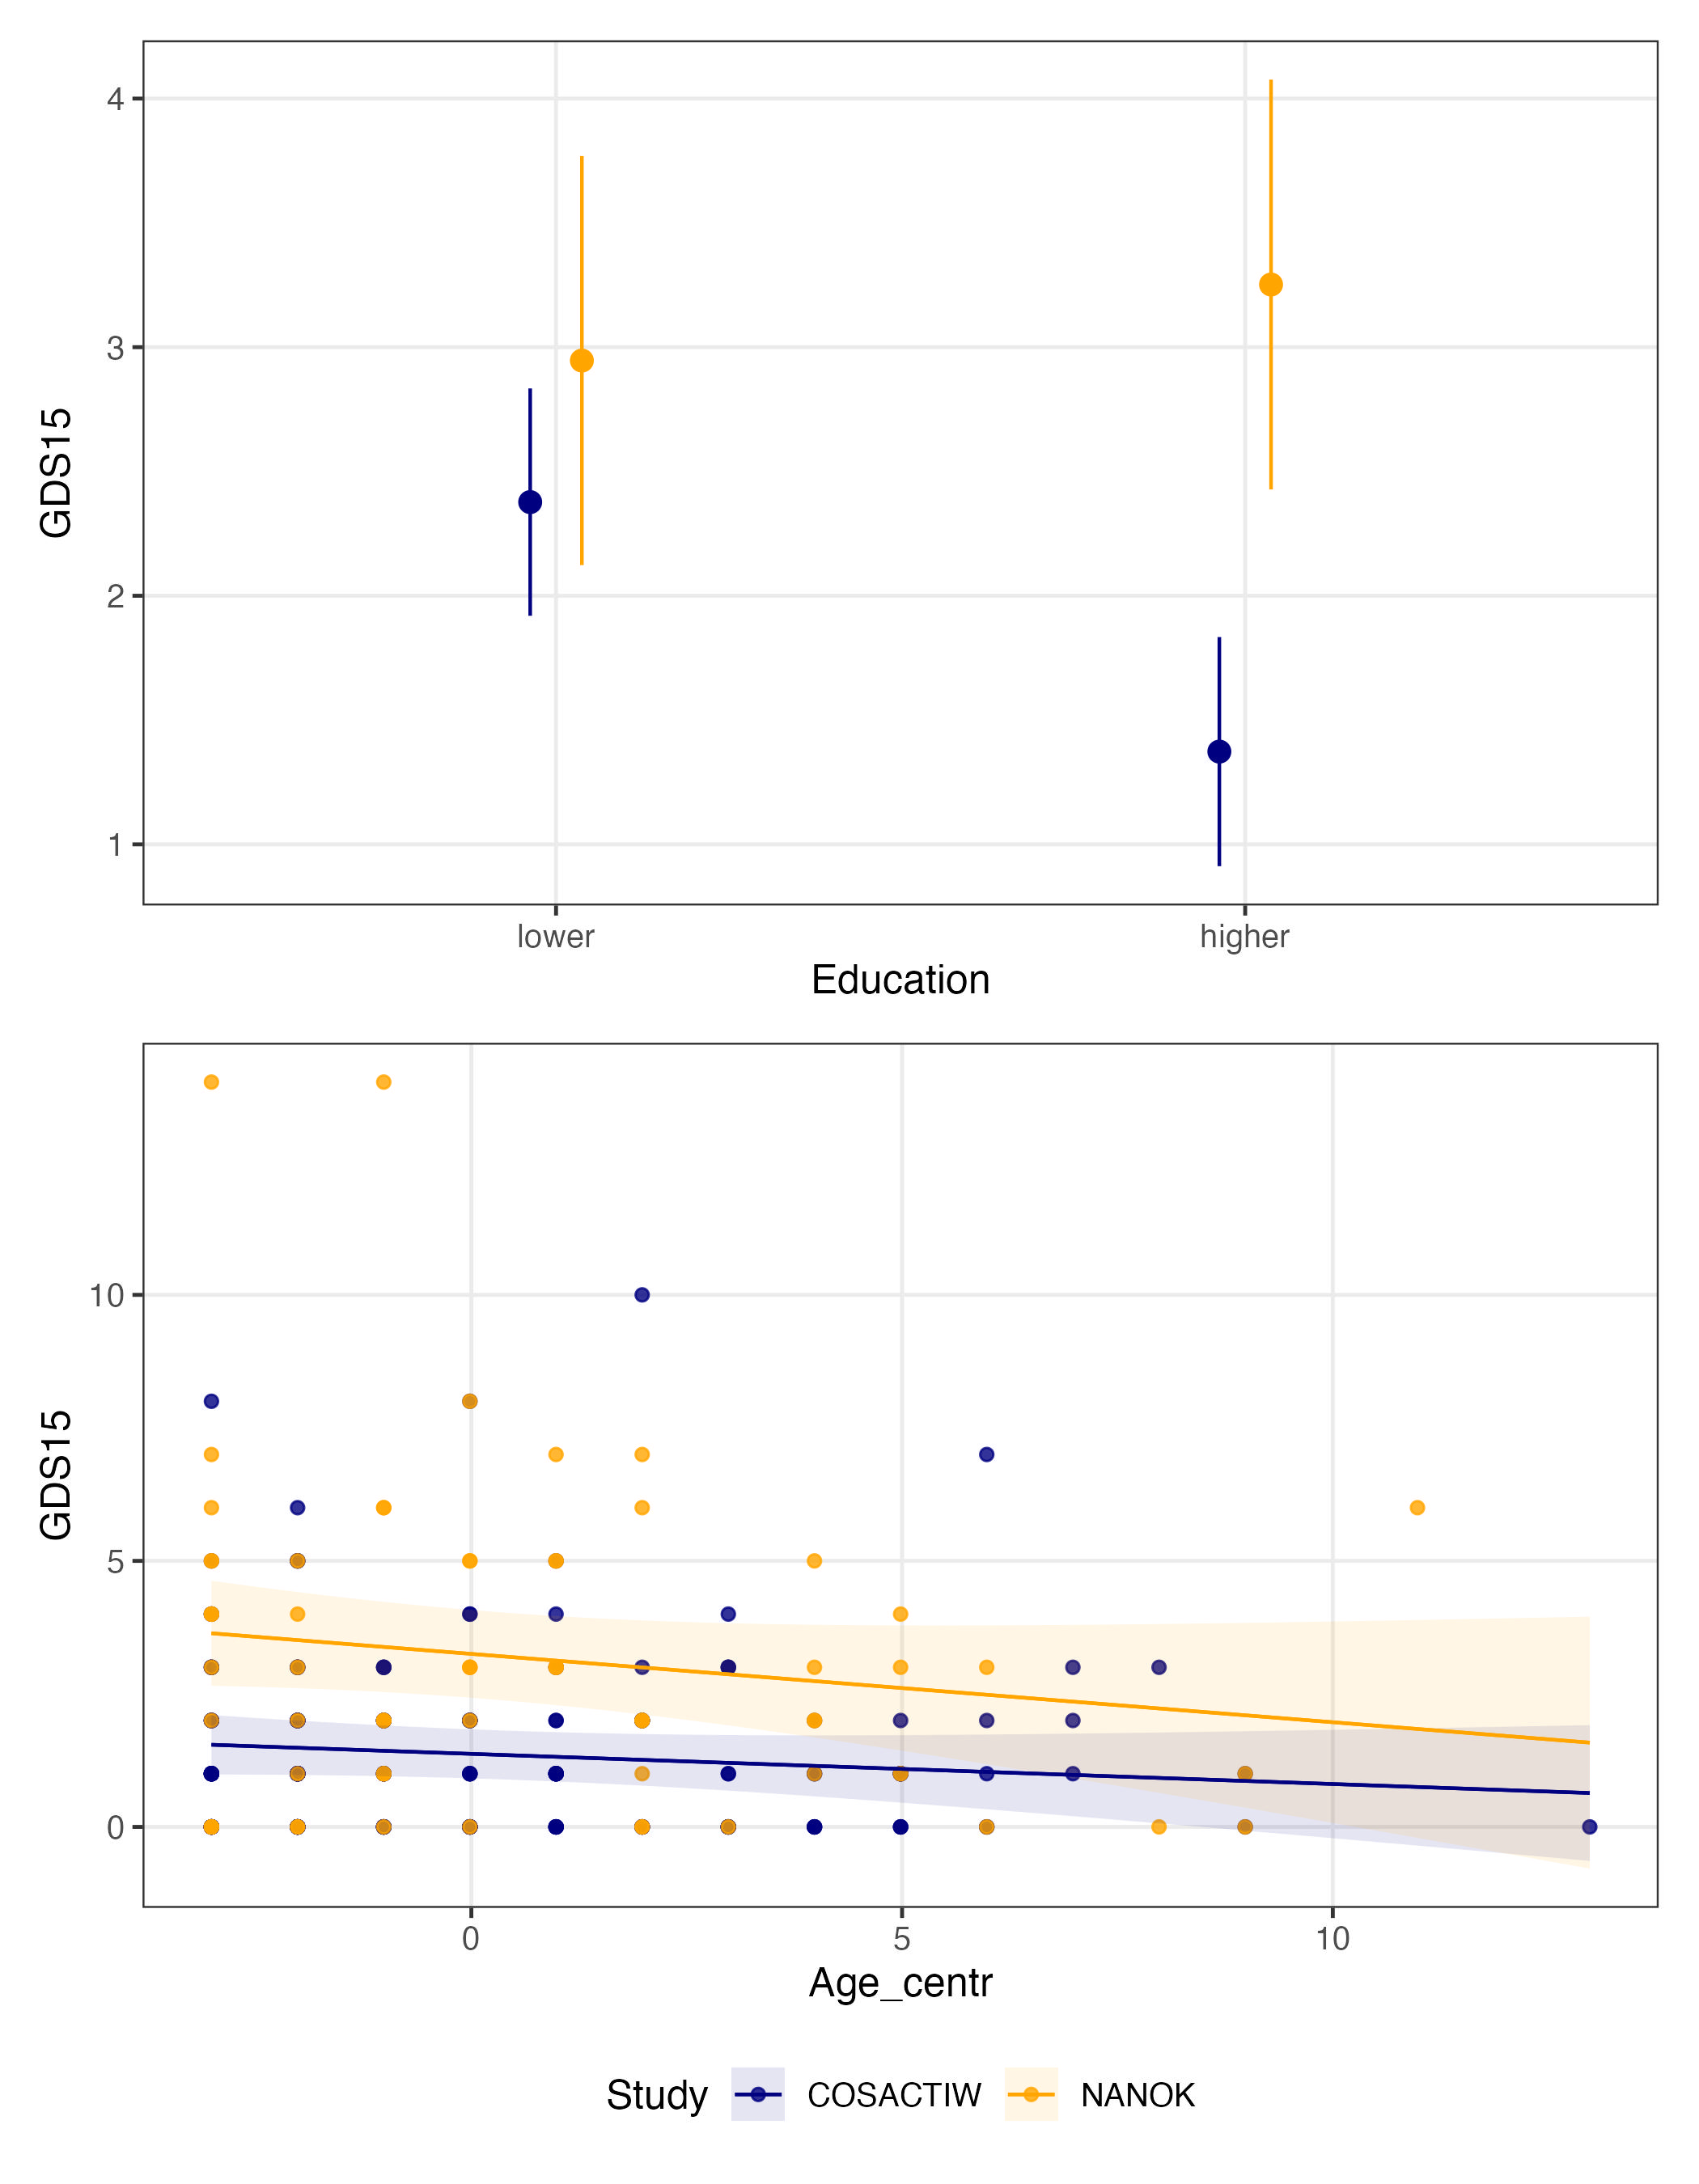 GDS15
4
3
2
1
lower higher
Education
GDS15
10
5
0
0 5 10
Age_centr
Study COSACTIW NANOK